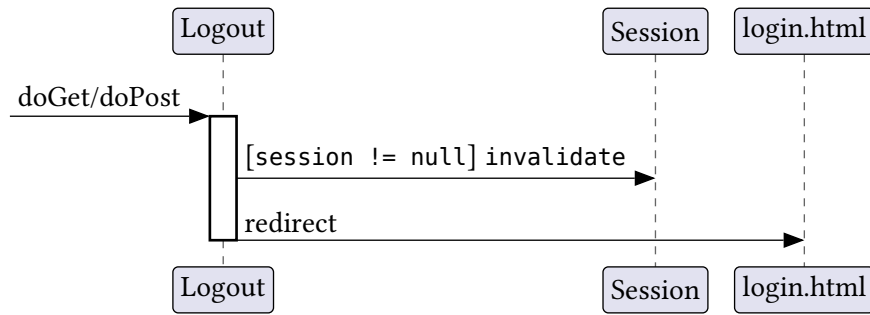 Logout Session login.html
doGet/doPost
[session != null] invalidate
redirect
Logout Session login.html